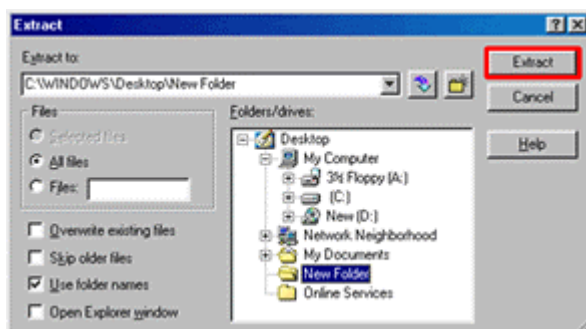 Extract
Extract to:
C:\WINDOWS\Desktop\New Folder
Extract
Cancel
Help
Files
Selected files
All files
Files:
Overwrite existing files
Skip older files
Use folder names
Open Explorer window
Folders/drives:
Desktop
My Computer
3½ Floppy (A:)
(C:)
New (D:)
Network Neighborhood
My Documents
New Folder
Online Services